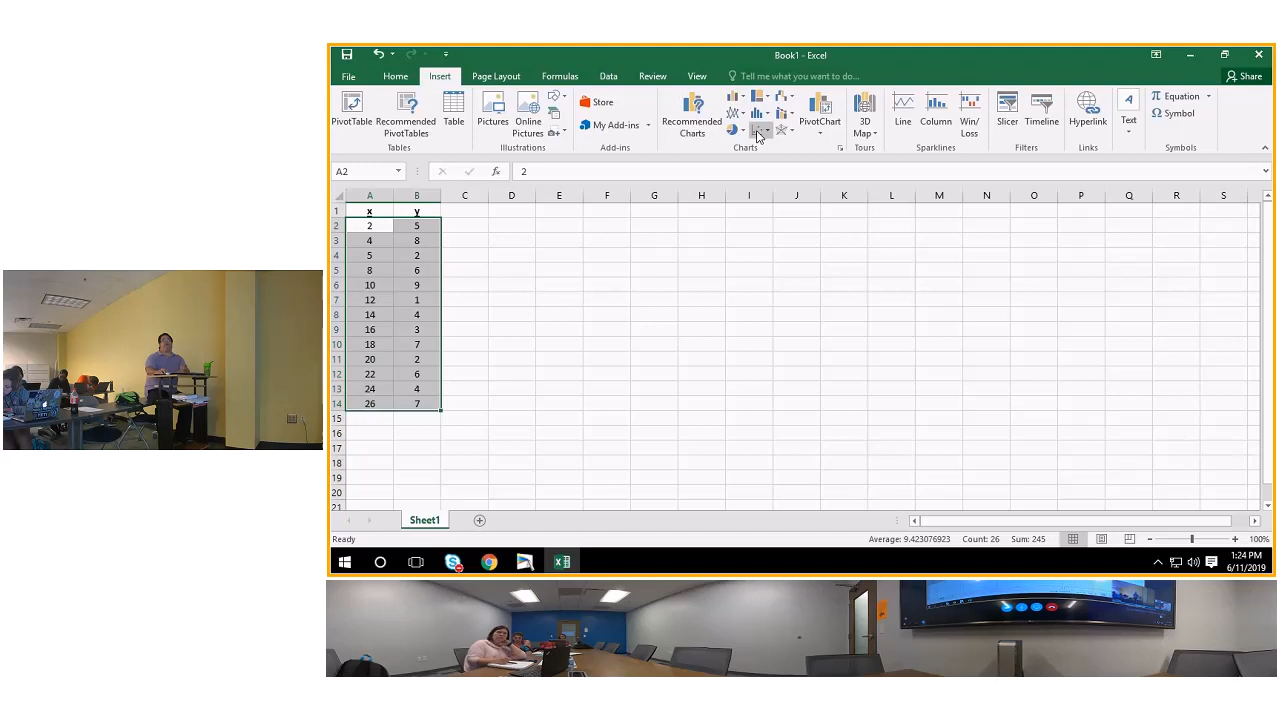 Book1 - Excel
File Home Insert Page Layout Formulas Data Review View Tell me what you want to do... Share
PivotTable Recommended PivotTables Table Pictures Online Pictures Store My Add-ins Recommended Charts PivotChart 3D Map Line Column Win/Loss Slicer Timeline Hyperlink Text Equation Symbol
Tables Illustrations Add-ins Charts Tours Sparklines Filters Links Symbols
A2 fx 2
A B C D E F G H I J K L M N O P Q R S
1 x y
2 2 5
3 4 8
4 5 2
5 8 6
6 10 9
7 12 1
8 14 4
9 16 3
10 18 7
11 20 2
12 22 6
13 24 4
14 26 7
15
16
17
18
19
20
21
Sheet1
Ready Average: 9.423076923 Count: 26 Sum: 245 100%
1:24 PM
6/11/2019